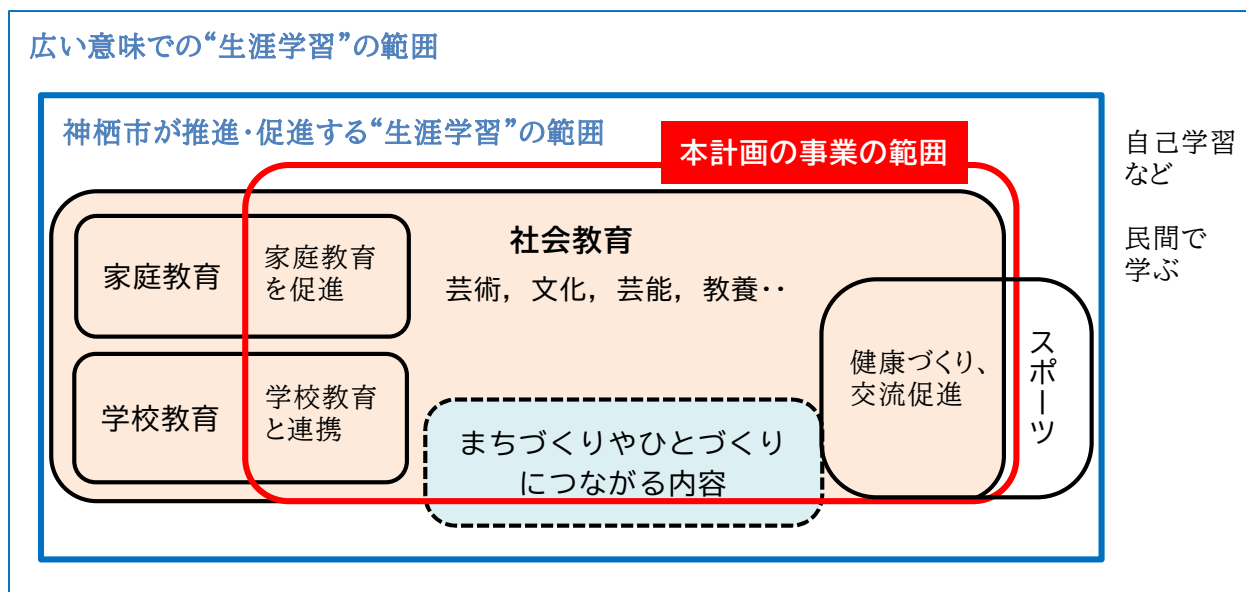 広い意味での“生涯学習”の範囲
神栖市が推進・促進する“生涯学習”の範囲
本計画の事業の範囲
自己学習
など
民間で
学ぶ
社会教育
芸術，文化，芸能，教養・・
家庭教育
家庭教育
を促進
学校教育
学校教育
と連携
まちづくりやひとづくり
につながる内容
健康づくり、
交流促進
スポーツ